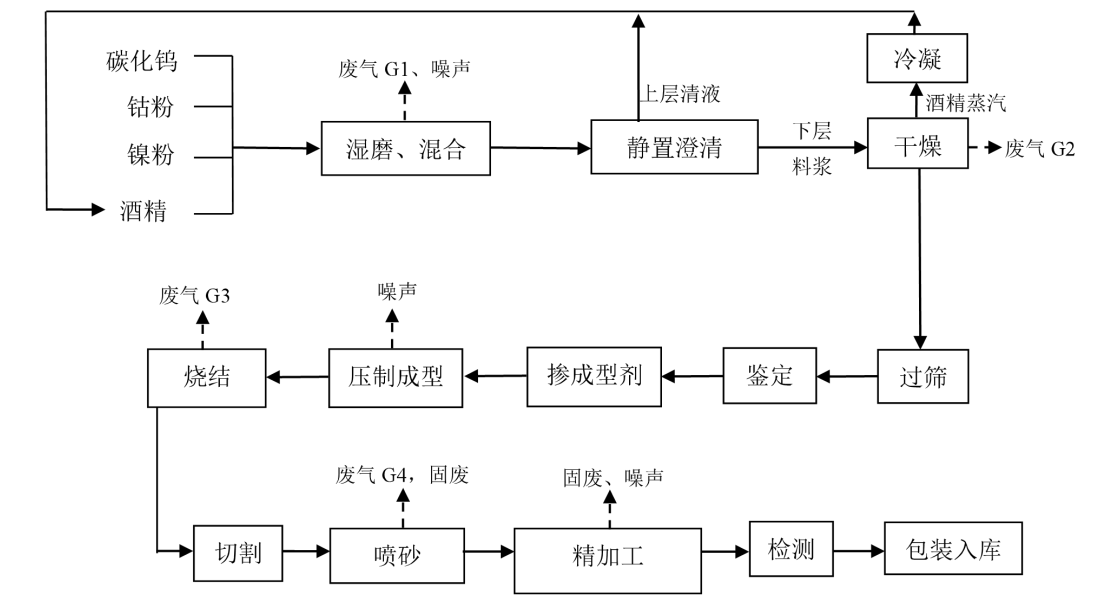 冷凝
碳化钨
废气 G1、噪声
上层清液
酒精蒸汽
钴粉
湿磨、混合
静置澄清
下层
料浆
干燥
废气 G2
镍粉
酒精
废气 G3
噪声
烧结
压制成型
掺成型剂
鉴定
过筛
废气 G4，固废
固废、噪声
切割
喷砂
精加工
检测
包装入库